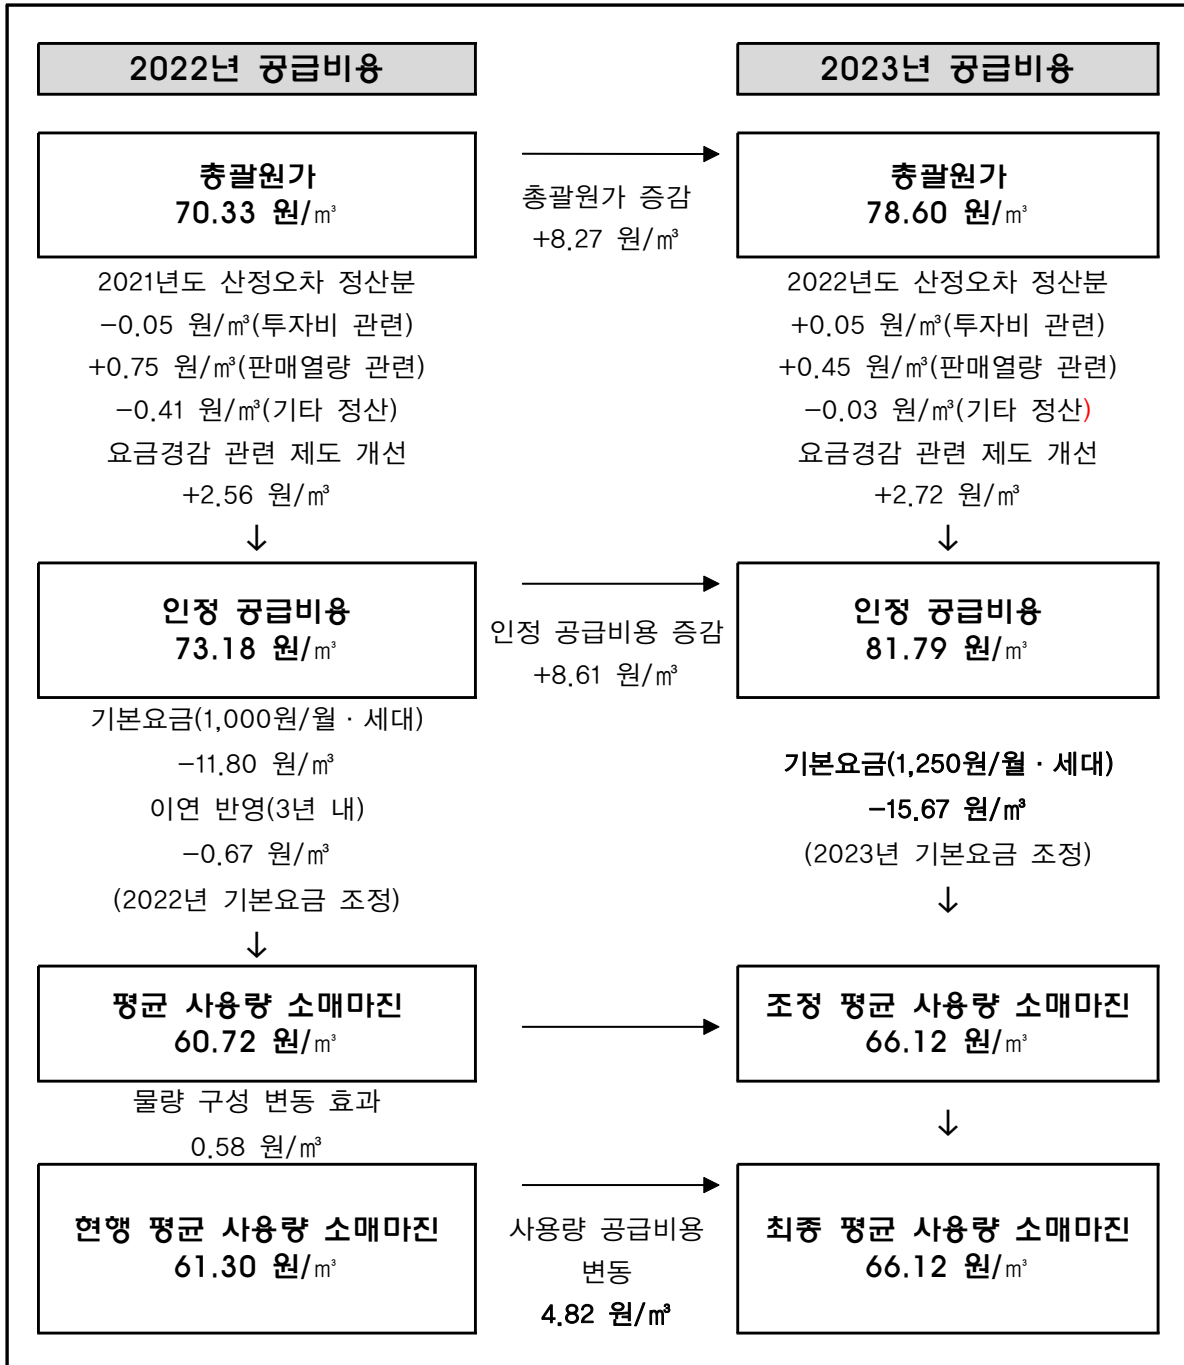 2022년 공급비용
2023년 공급비용
총괄원가
70.33 원/㎥
총괄원가 증감
+8.27 원/㎥
총괄원가
78.60 원/㎥
2021년도 산정오차 정산분
-0.05 원/㎥(투자비 관련)
+0.75 원/㎥(판매열량 관련)
-0.41 원/㎥(기타 정산)
요금경감 관련 제도 개선
+2.56 원/㎥
↓
2022년도 산정오차 정산분
+0.05 원/㎥(투자비 관련)
+0.45 원/㎥(판매열량 관련)
-0.03 원/㎥(기타 정산)
요금경감 관련 제도 개선
+2.72 원/㎥
↓
인정 공급비용
73.18 원/㎥
인정 공급비용 증감
+8.61 원/㎥
인정 공급비용
81.79 원/㎥
기본요금(1,000원/월 · 세대)
-11.80 원/㎥
이연 반영(3년 내)
-0.67 원/㎥
(2022년 기본요금 조정)
↓
기본요금(1,250원/월 · 세대)
-15.67 원/㎥
(2023년 기본요금 조정)
↓
평균 사용량 소매마진
60.72 원/㎥
조정 평균 사용량 소매마진
66.12 원/㎥
물량 구성 변동 효과
0.58 원/㎥
↓
현행 평균 사용량 소매마진
61.30 원/㎥
사용량 공급비용
변동
4.82 원/㎥
최종 평균 사용량 소매마진
66.12 원/㎥